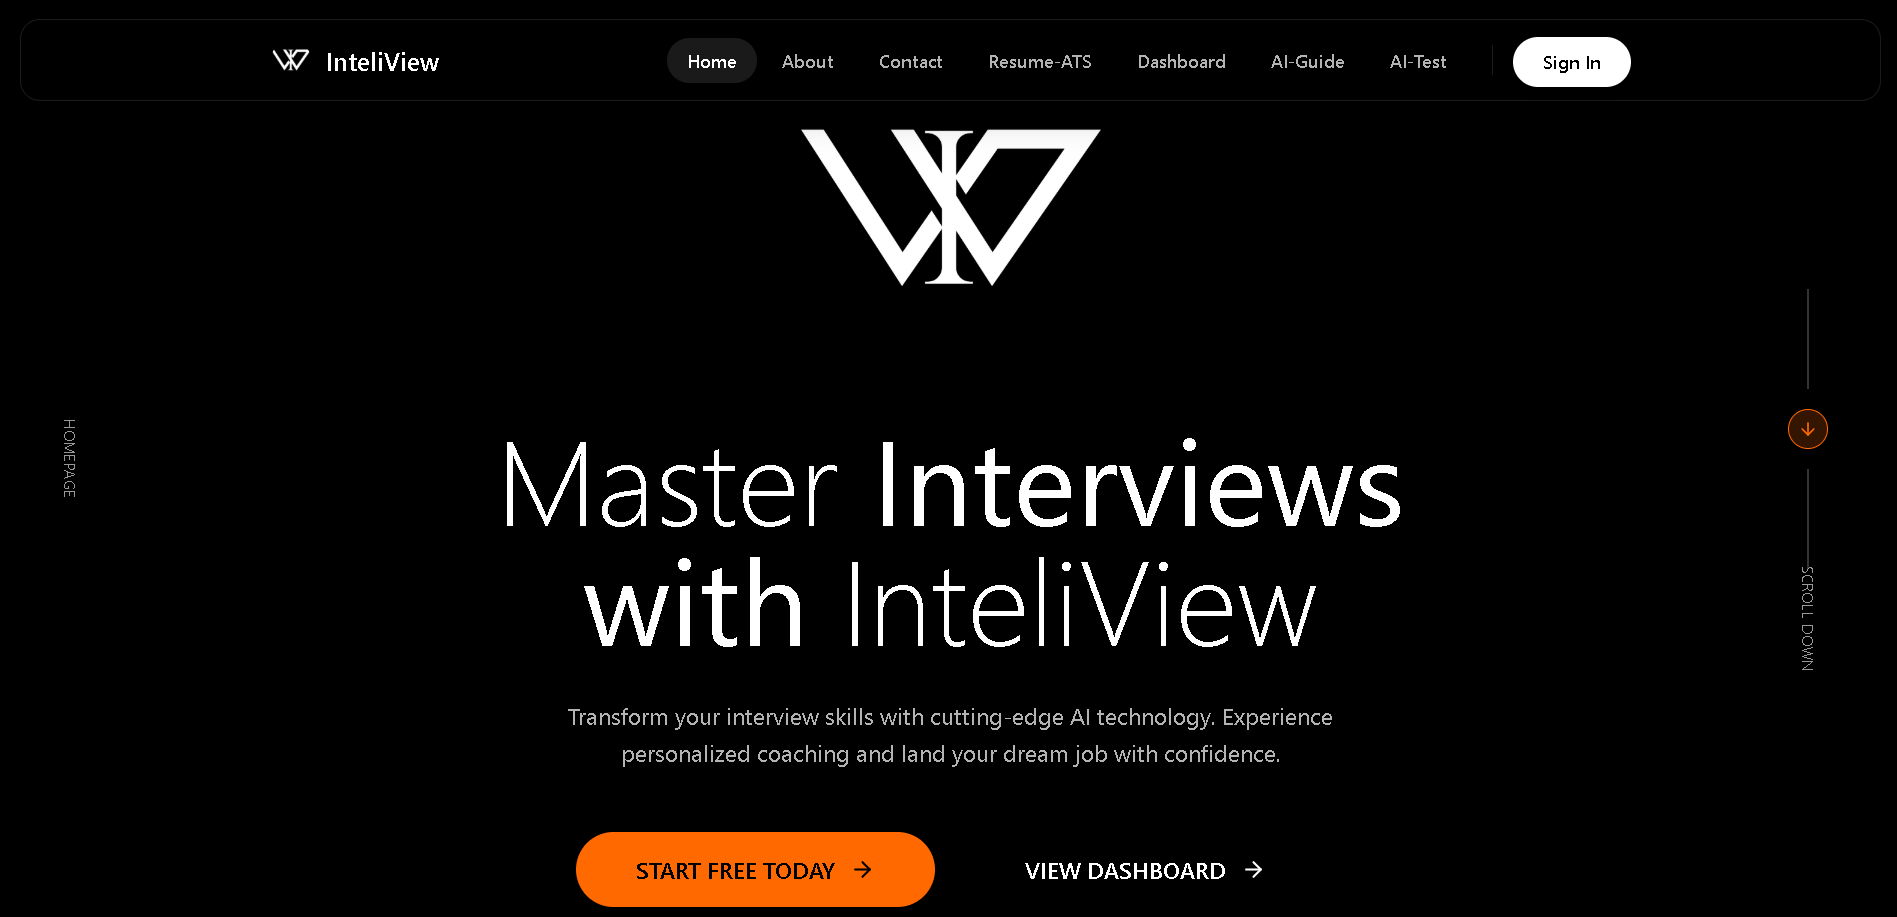 InteliView
Home
About
Contact
Resume-ATS
Dashboard
AI-Guide
AI-Test
Sign In
HOMEPAGE
Master Interviews
with InteliView
SCROLL DOWN
Transform your interview skills with cutting-edge AI technology. Experience
personalized coaching and land your dream job with confidence.
START FREE TODAY
VIEW DASHBOARD